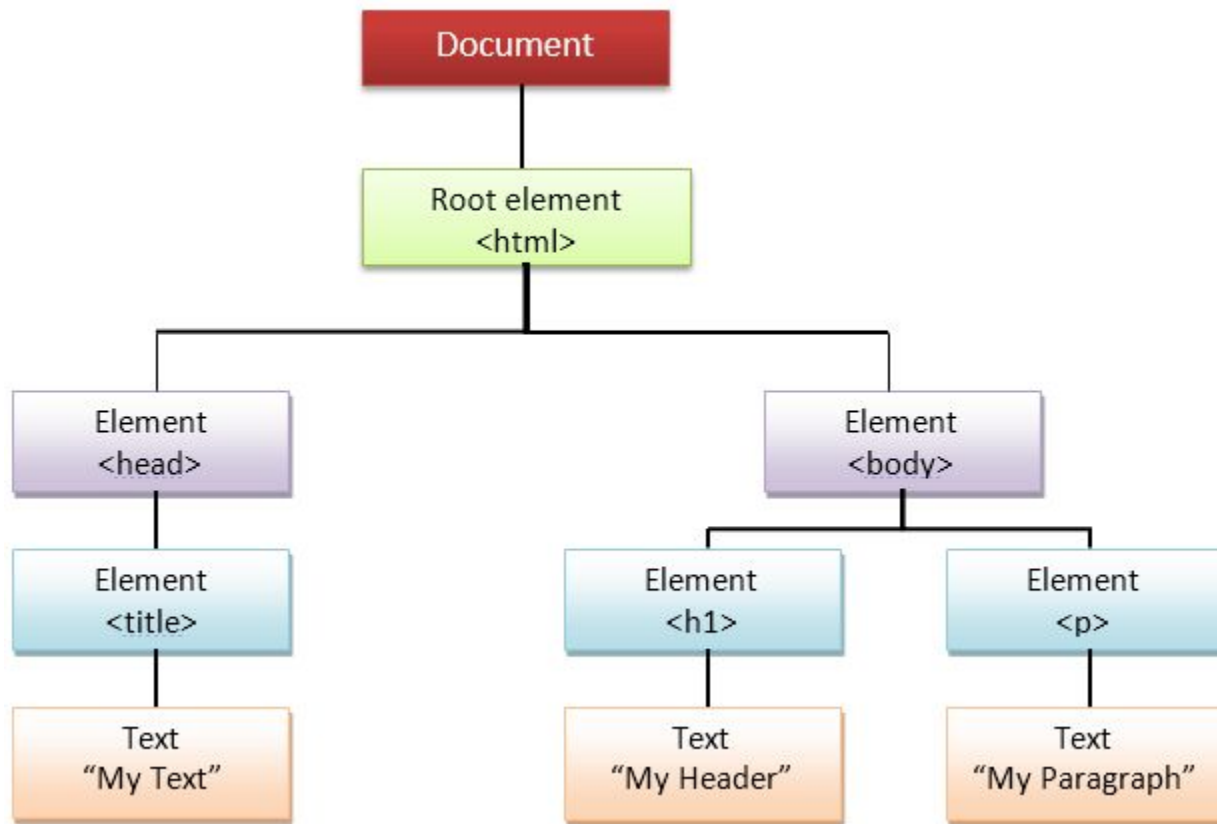 Document
Root element
<html>
Element
<head>
Element
<body>
Element
<title>
Element
<h1>
Element
<p>
Text
“My Text”
Text
“My Header”
Text
“My Paragraph”